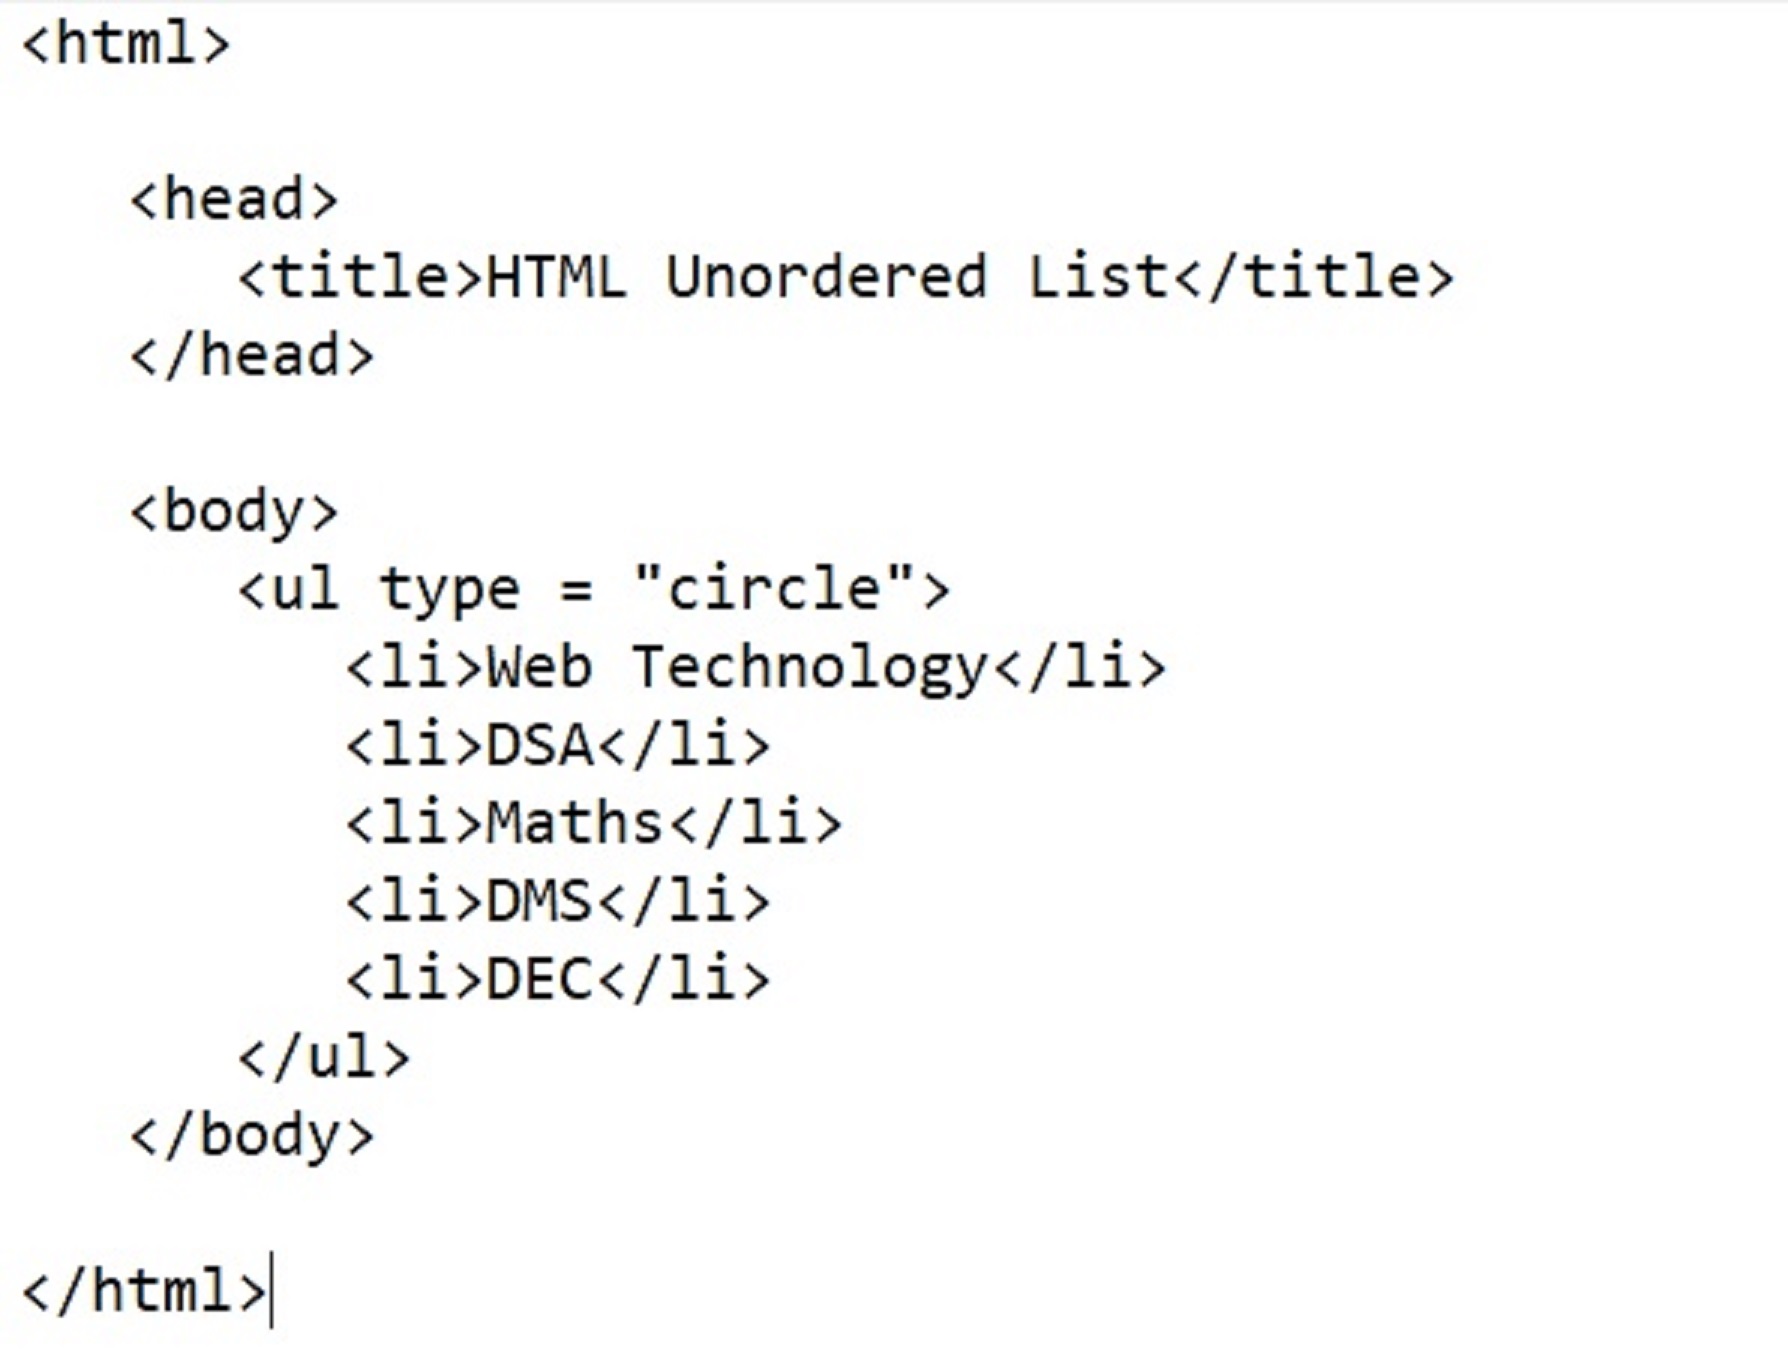 <html>
<head>
<title>HTML Unordered List</title>
</head>
<body>
<ul type = "circle">
<li>Web Technology</li>
<li>DSA</li>
<li>Maths</li>
<li>DMS</li>
<li>DEC</li>
</ul>
</body>
</html>